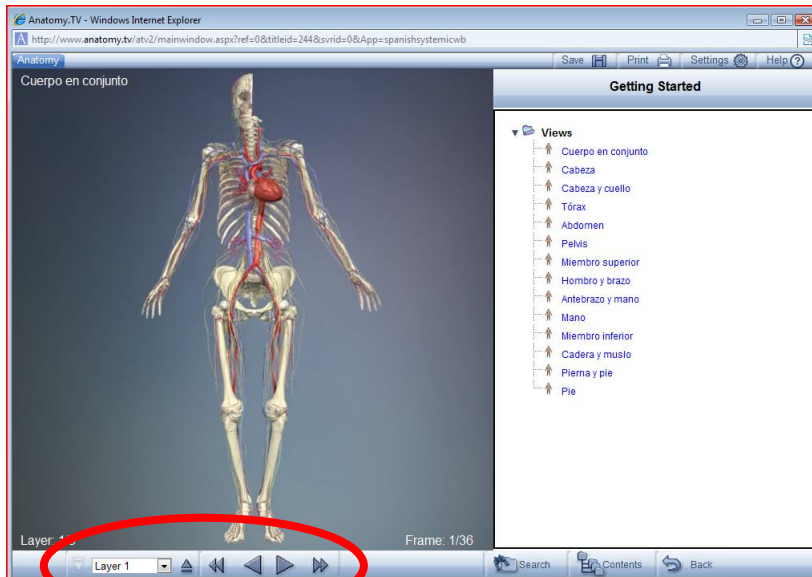 Anatomy.TV - Windows Internet Explorer
http://www.anatomy.tv/atv2/mainwindow.aspx?ref=0&titleid=244&svrid=0&App=spanishsystemicwb
Anatomy
Save
Print
Settings
Help
Cuerpo en conjunto
Getting Started
Views
Cuerpo en conjunto
Cabeza
Cabeza y cuello
Tórax
Abdomen
Pelvis
Miembro superior
Hombro y brazo
Antebrazo y mano
Mano
Miembro inferior
Cadera y muslo
Pierna y pie
Pie
Layer:
Frame: 1/36
Layer 1
Search
Contents
Back